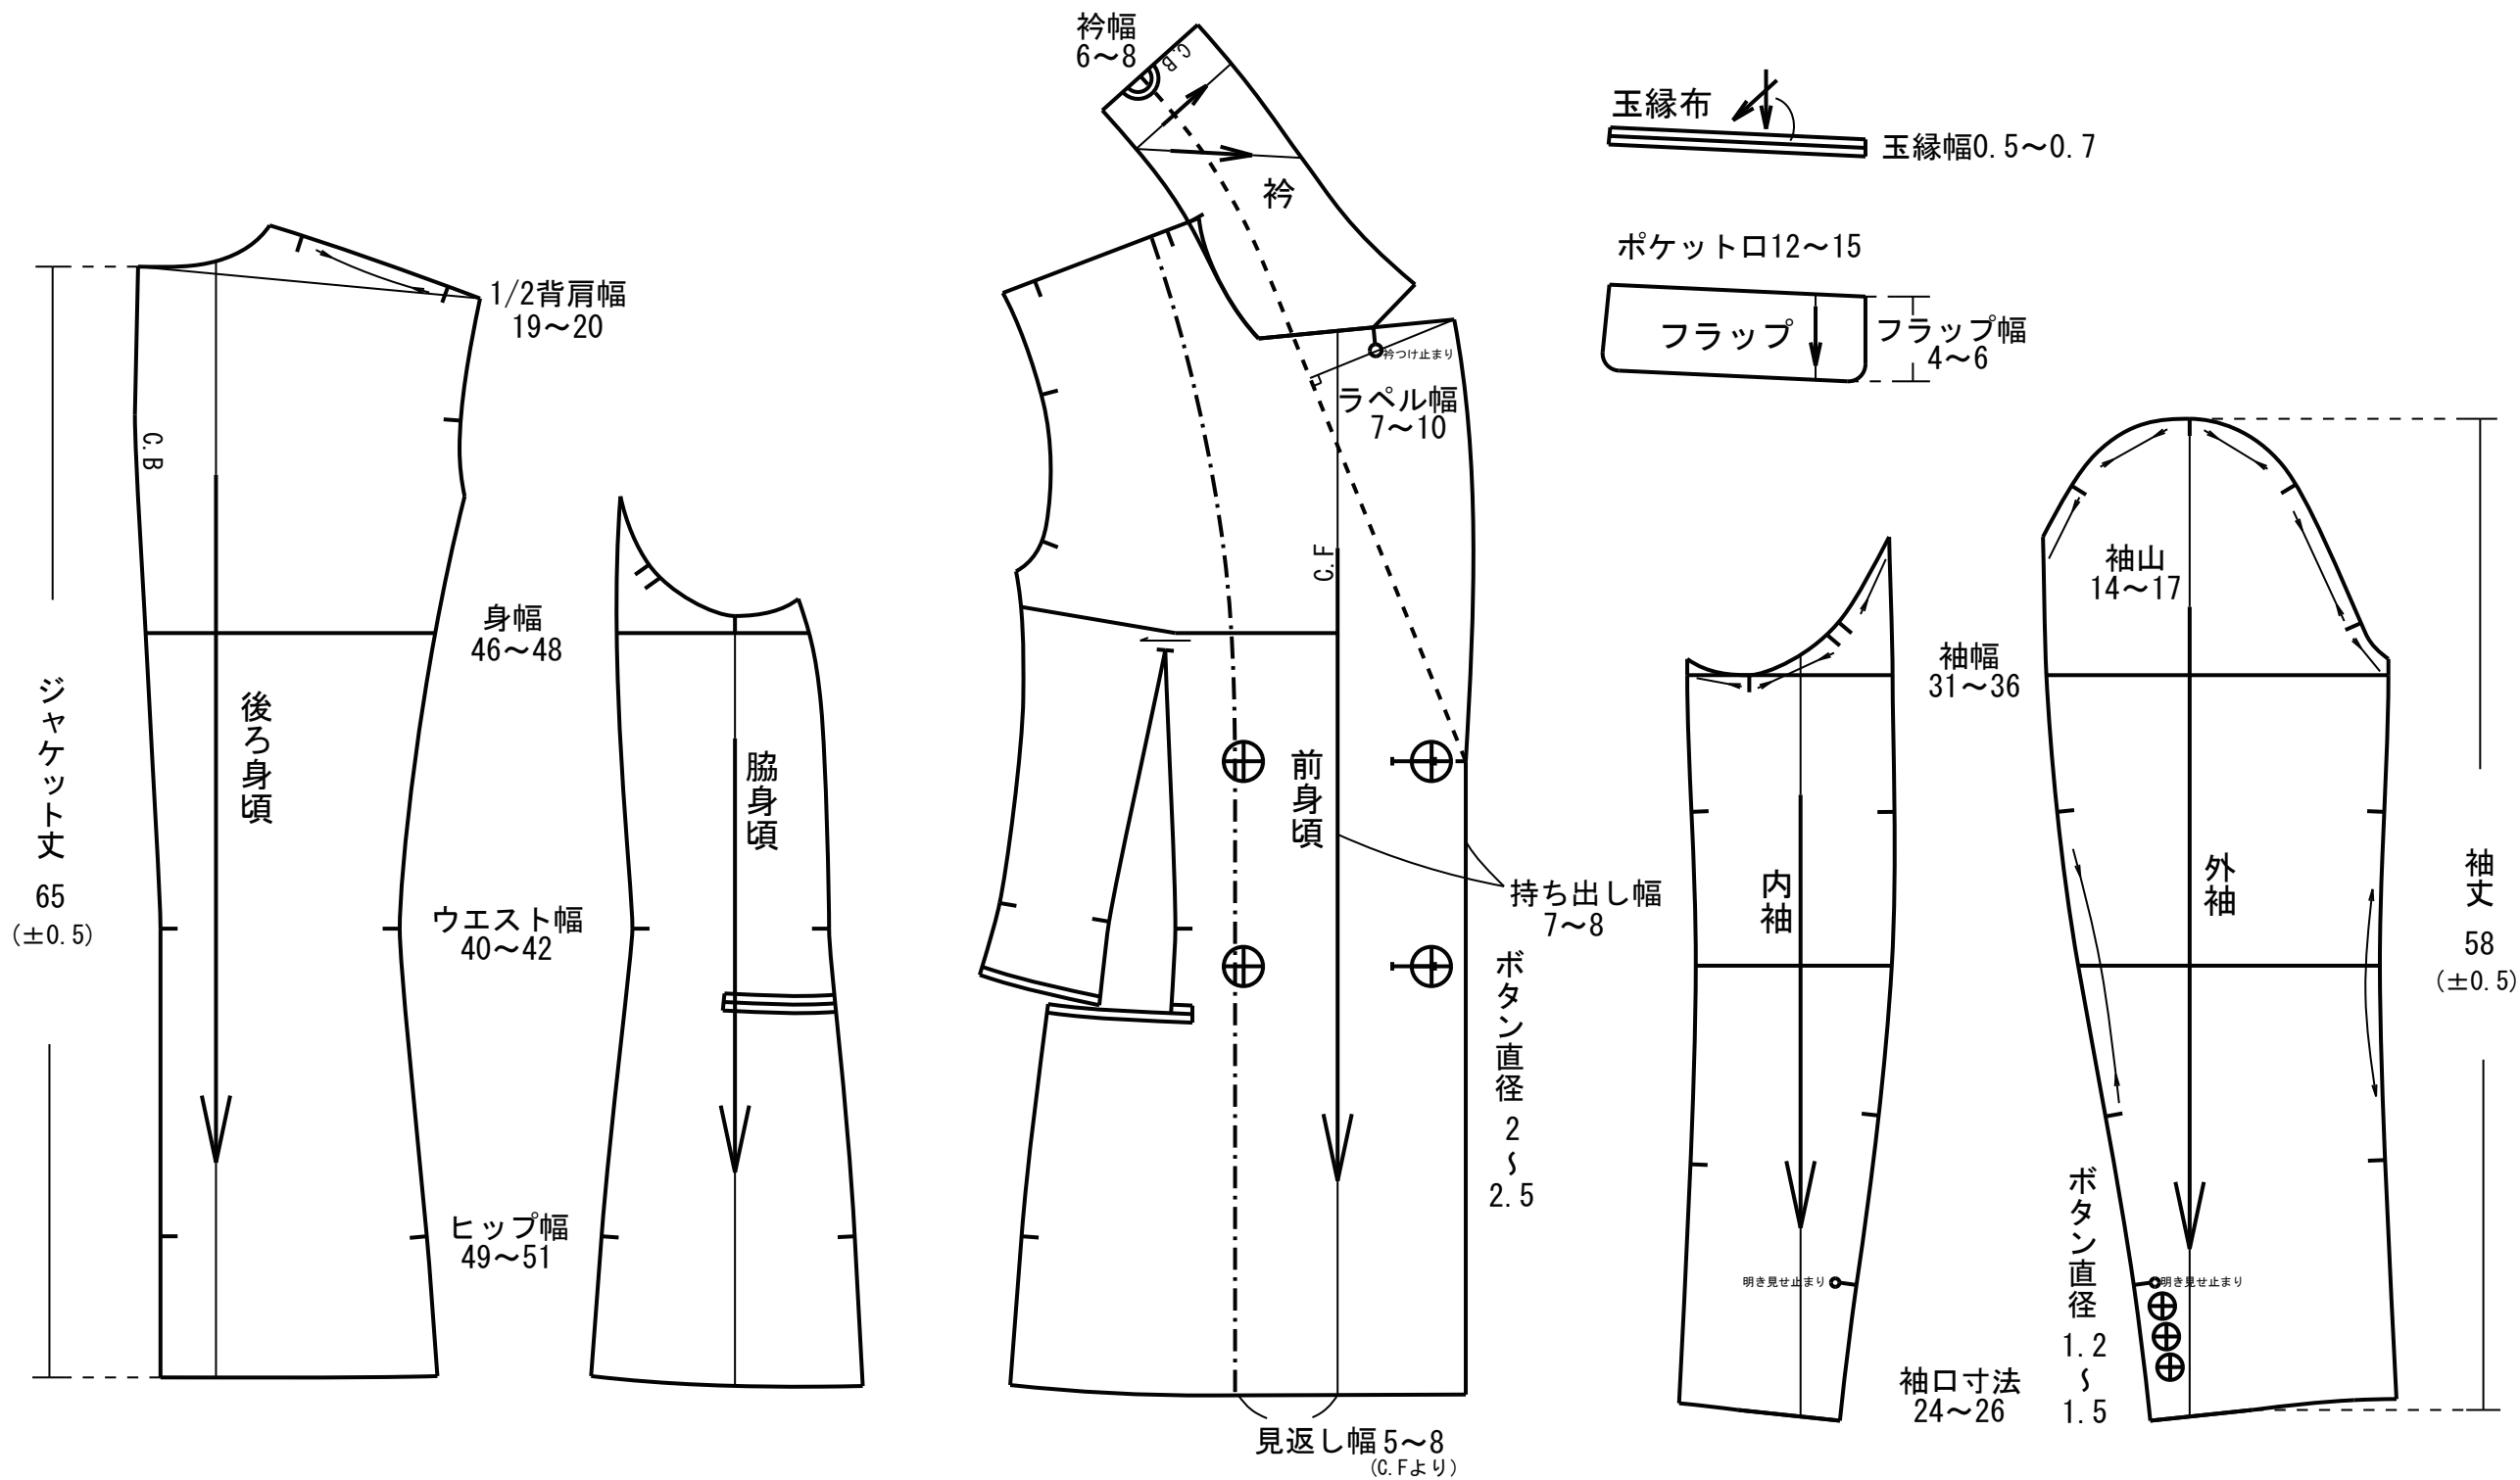 衿幅
6～8
C.B
衿
玉縁布
玉縁幅0.5～0.7
ポケット口12～15
フラップ
フラップ幅
4～6
1/2背肩幅
19～20
C.B
衿つけ止まり
ラペル幅
7～10
C.F
身幅
46～48
後ろ身頃
脇身頃
前身頃
ジャケット丈
65
(±0.5)
ウエスト幅
40～42
ヒップ幅
49～51
持ち出し幅
7～8
ボタン直径
2
～
2.5
見返し幅5～8
(C.Fより)
袖山
14～17
袖幅
31～36
内袖
外袖
袖丈
58
(±0.5)
明き見せ止まり
明き見せ止まり
ボタン直径
1.2
～
1.5
袖口寸法
24～26